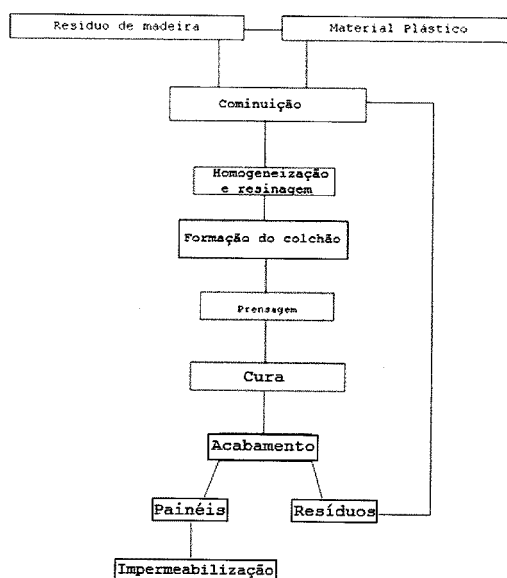 Resíduo de madeira
Material Plástico
Cominuição
Homogeneização
e resinagem
Formação do colchão
Prensagem
Cura
Acabamento
Painéis
Resíduos
Impermeabilização